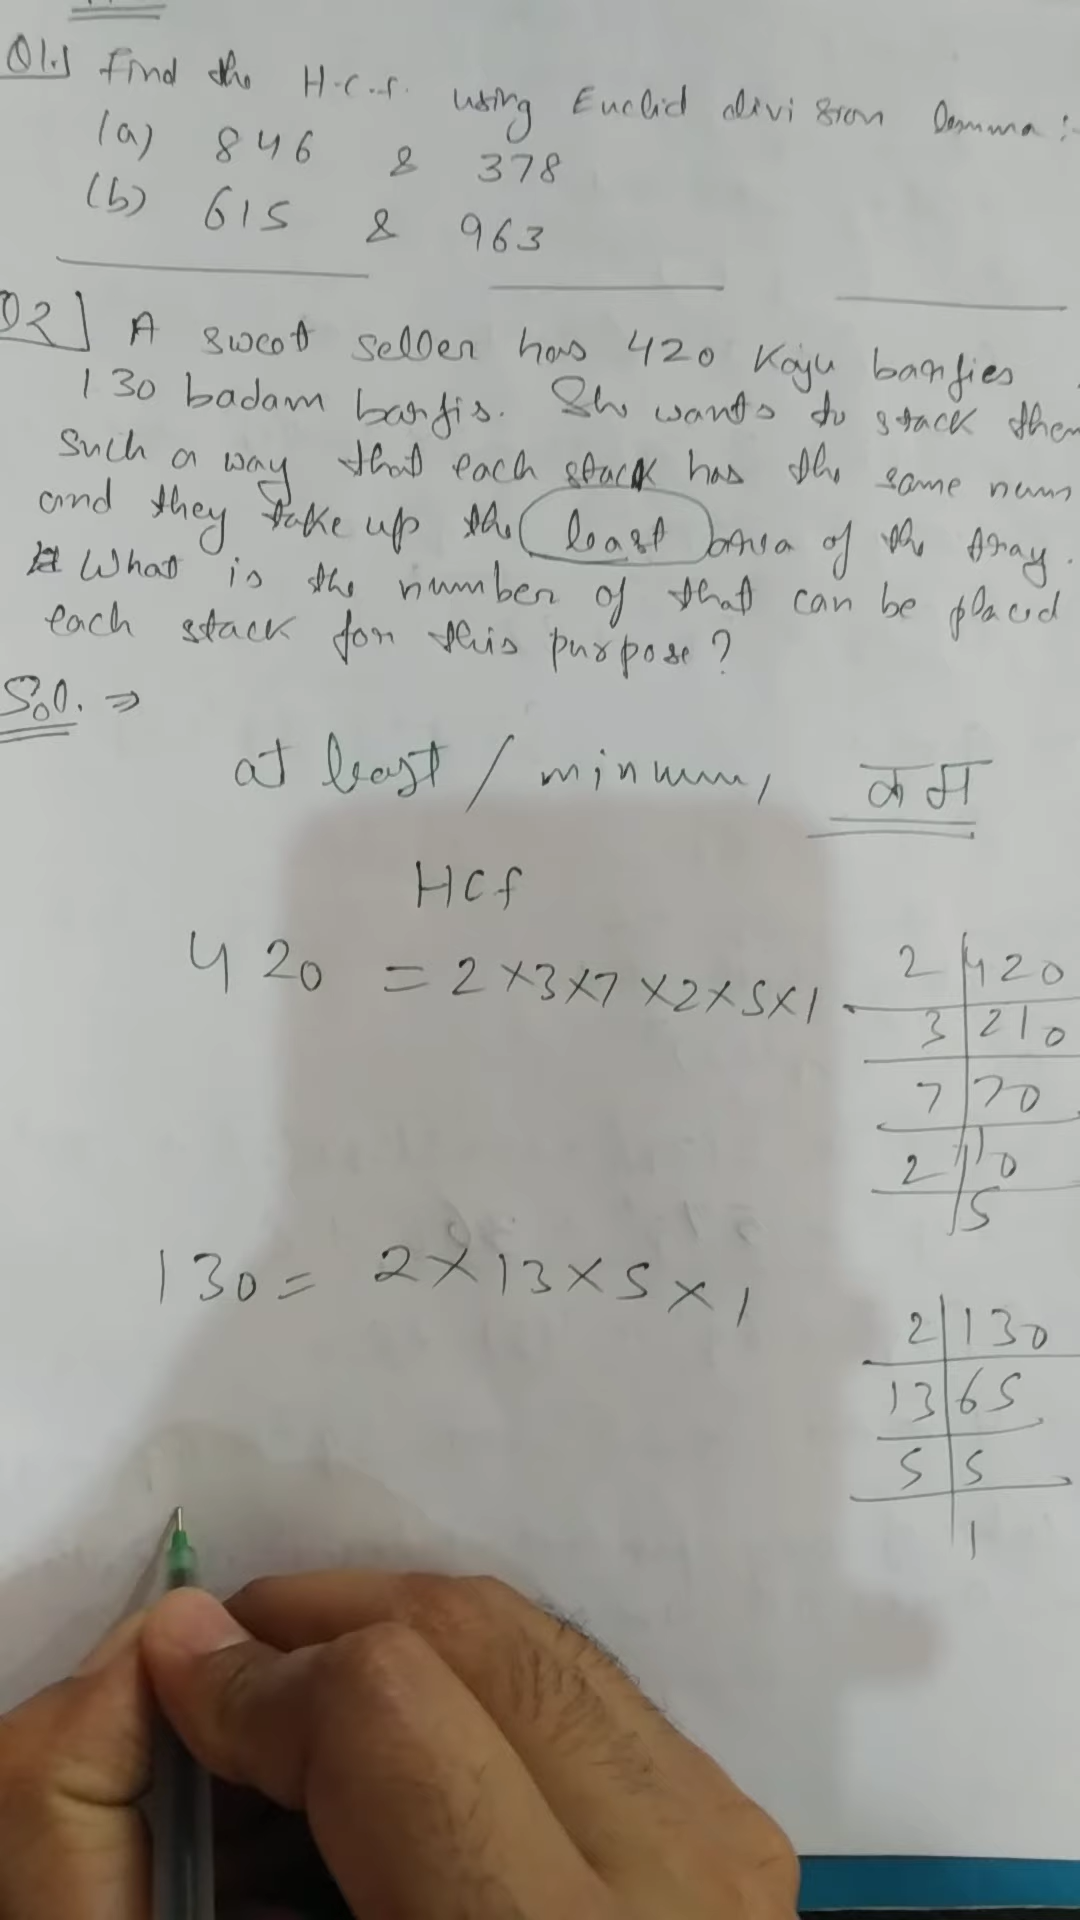 Q1.] Find the H.C.f. using Euclid division lemma :-
(a) 846 & 378
(b) 615 & 963
Q2] A sweet seller has 420 Kaju barfies
130 badam barfis. She wants to stack them
such a way that each stack has the same num
and they take up the least area of the tray.
What is the number of that can be placed
each stack for this purpose?
Sol. ⇒
at least / minimum, कम
HCf
420 = 2×3×7×2×5×1
2 | 420
3 | 210
7 | 70
2 | 10
5
130 = 2×13×5×1
2 | 130
13 | 65
5 | 5
1